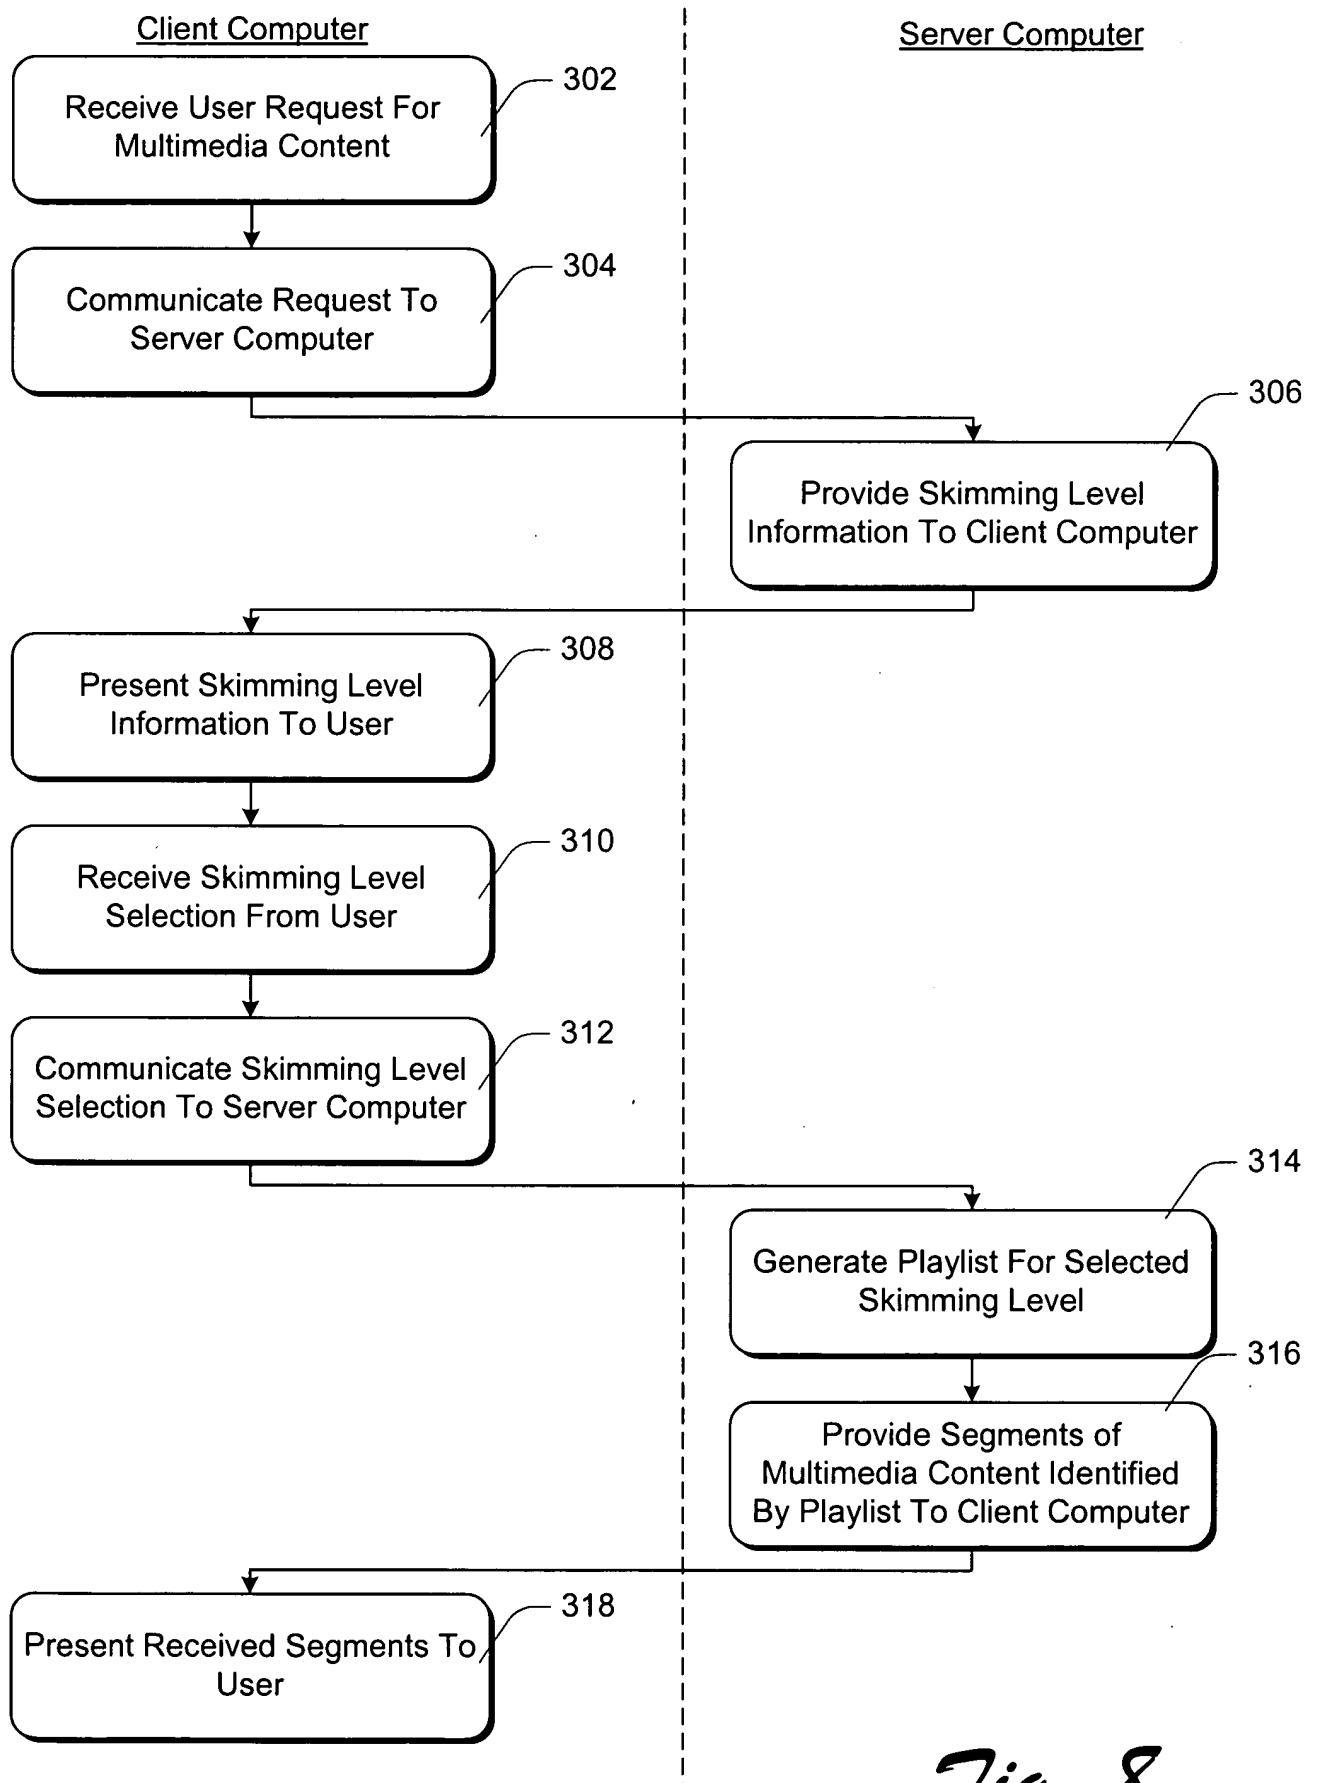 Client Computer
Server Computer
302
Receive User Request For
Multimedia Content
304
Communicate Request To
Server Computer
306
Provide Skimming Level
Information To Client Computer
308
Present Skimming Level
Information To User
310
Receive Skimming Level
Selection From User
312
Communicate Skimming Level
Selection To Server Computer
314
Generate Playlist For Selected
Skimming Level
316
Provide Segments of
Multimedia Content Identified
By Playlist To Client Computer
318
Present Received Segments To
User
Fig. 8